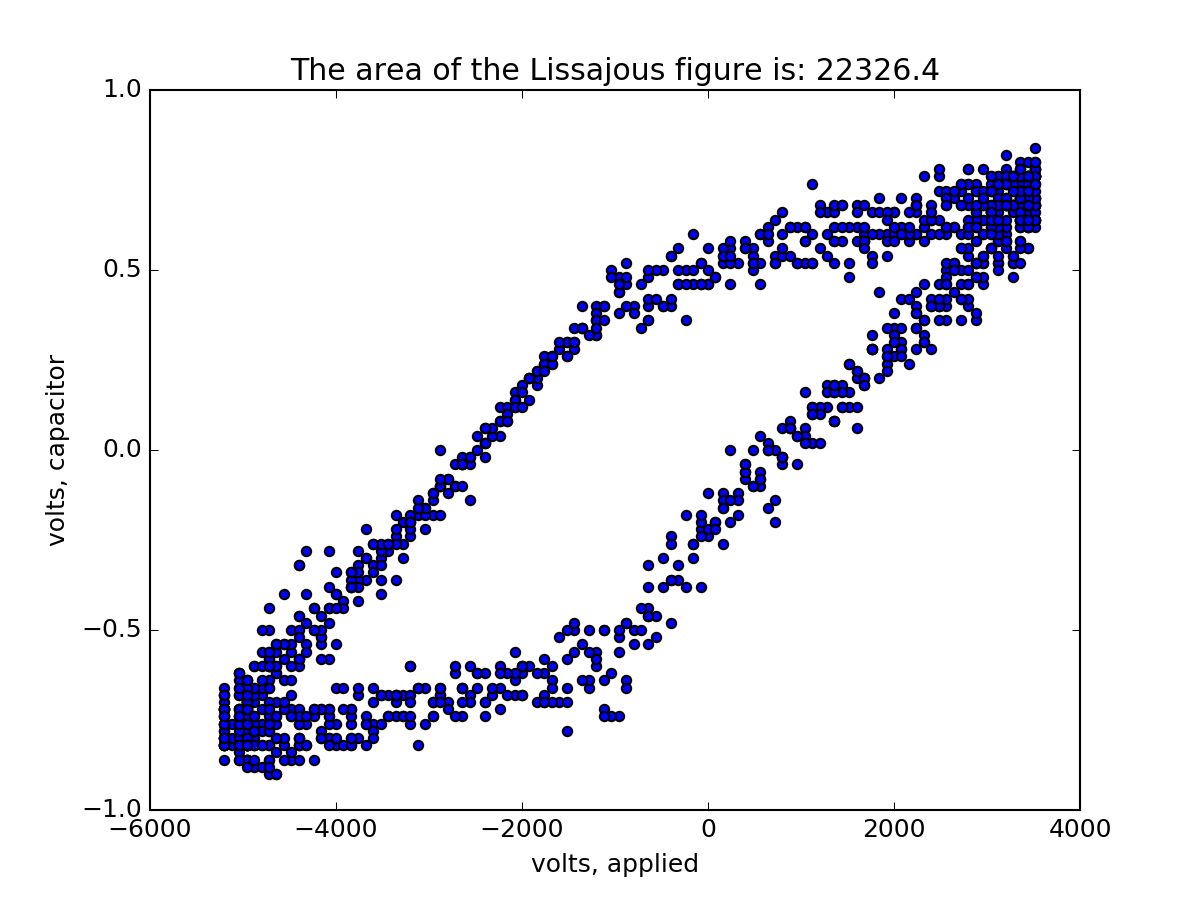 The area of the Lissajous figure is: 22326.4
1.0
0.5
0.0
−0.5
−1.0
volts, capacitor
−6000 −4000 −2000 0 2000 4000
volts, applied